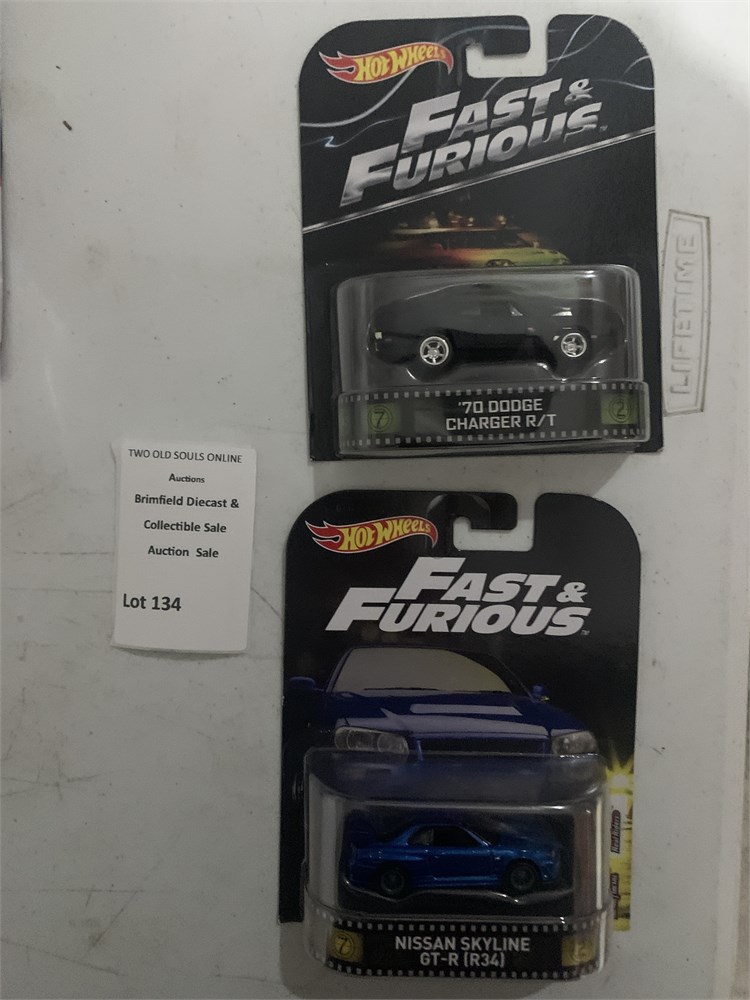 HOT WHEELS
FAST &
FURIOUS
'70 DODGE
CHARGER R/T
LIFETIME
TWO OLD SOULS ONLINE
Auctions
Brimfield Diecast &
Collectible Sale
Auction Sale
Lot 134
HOT WHEELS
FAST &
FURIOUS
NISSAN SKYLINE
GT-R (R34)